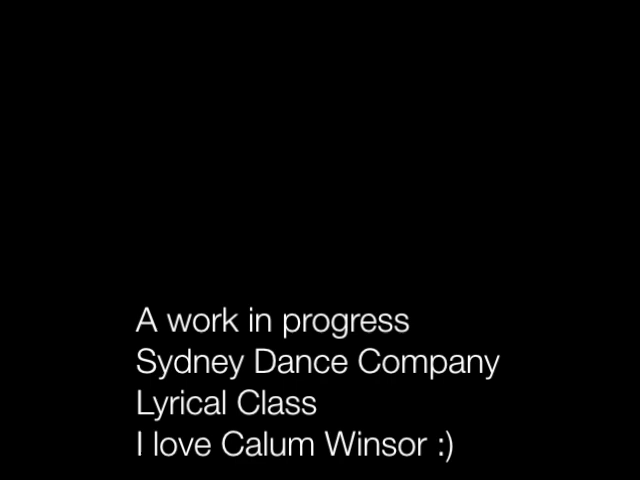 A work in progress
Sydney Dance Company
Lyrical Class
I love Calum Winsor :)